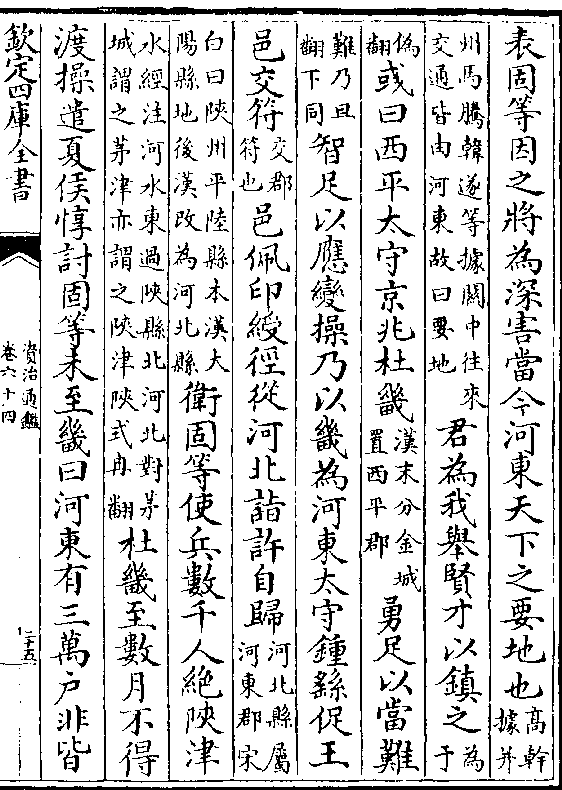 表固等因之將為深害當今河東天下之要地也高幹據并
州馬騰韓遂等據關中往來交通皆由河東故曰要地君為我舉賢才以鎮之為于
偽翻或曰西平太守京兆杜畿漢末分金城置西平郡勇足以當難
難乃旦翻下同智足以應變操乃以畿為河東太守鍾繇促王
邑交符交郡符也邑佩印綬徑從河北詣許自歸河北縣屬河東郡宋
白曰陜州平陸縣本漢大陽縣地後漢改為河北縣衛固等使兵數千人絶陜津
水經注河水東過陜縣北河北對茅城謂之茅津亦謂之陜津陜式冉翻杜畿至數月不得
渡操遣夏侯惇討固等未至畿曰河東有三萬户非皆
欽定四庫全書
資治通鑑
卷六十四
二十五